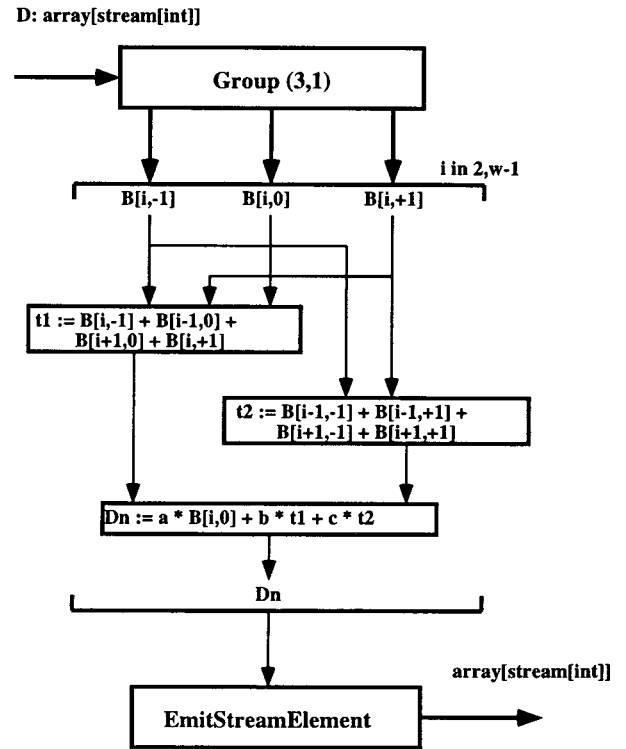 D: array[stream[int]]
Group (3,1)
i in 2,w-1
B[i,-1] B[i,0] B[i,+1]
t1 := B[i,-1] + B[i-1,0] +
B[i+1,0] + B[i,+1]
t2 := B[i-1,-1] + B[i-1,+1] +
B[i+1,-1] + B[i+1,+1]
Dn := a * B[i,0] + b * t1 + c * t2
Dn
array[stream[int]]
EmitStreamElement